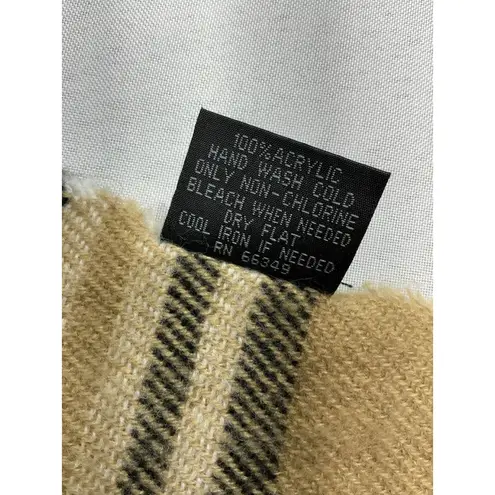 100% ACRYLIC
HAND WASH COLD
ONLY NON-CHLORINE
BLEACH WHEN NEEDED
DRY FLAT
COOL IRON IF NEEDED
RN 66349